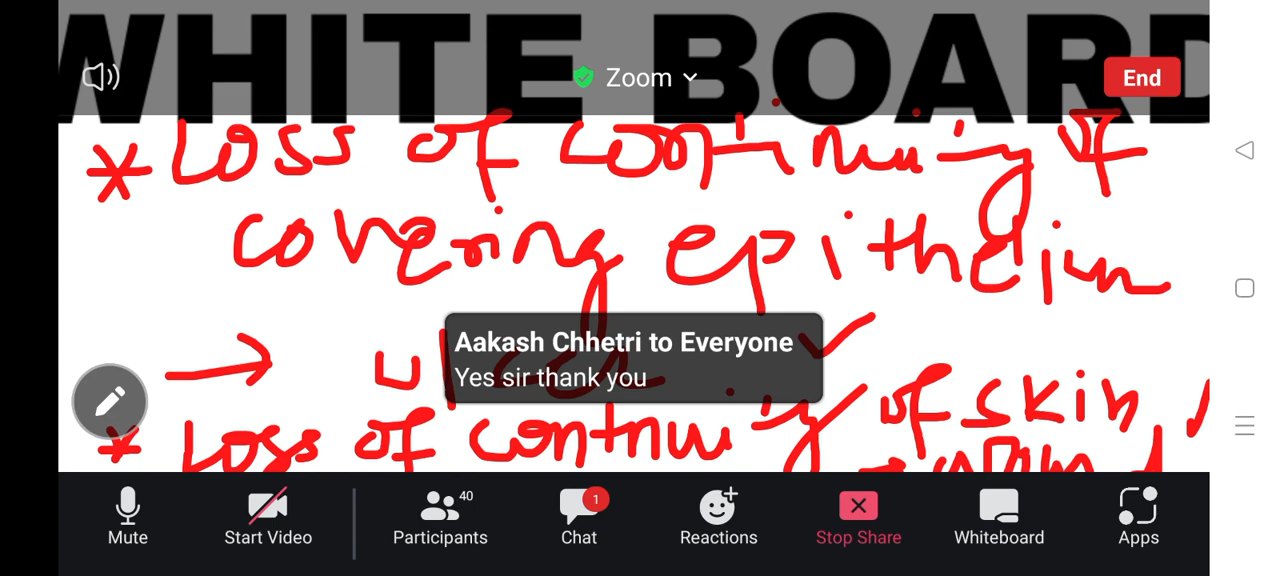 WHITE BOARD
Zoom
End
* Loss of continuity of
covering epithelium
→ ulcer ✓
Aakash Chhetri to Everyone
Yes sir thank you
* Loss of continuity of skin
→ wound
Mute
Start Video
Participants 40
Chat 1
Reactions
Stop Share
Whiteboard
Apps